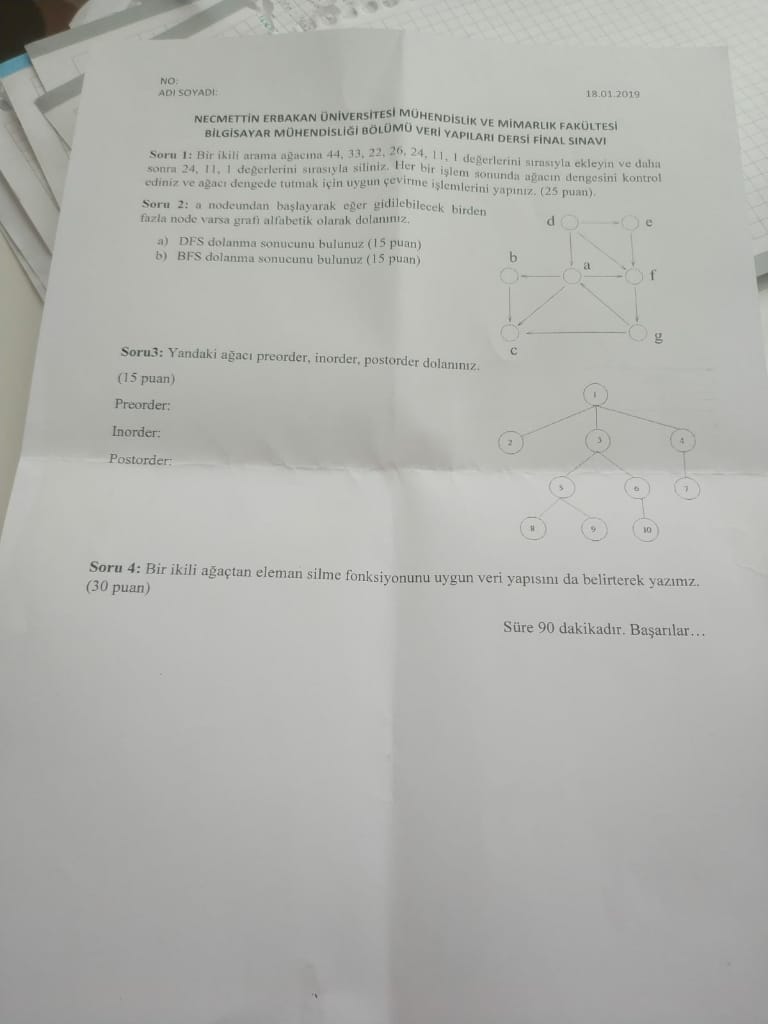 NO:
ADI SOYADI:
18.01.2019
NECMETTİN ERBAKAN ÜNİVERSİTESİ MÜHENDİSLİK VE MİMARLIK FAKÜLTESİ
BİLGİSAYAR MÜHENDİSLİĞİ BÖLÜMÜ VERİ YAPILARI DERSİ FİNAL SINAVI
Soru 1: Bir ikili arama ağacına 44, 33, 22, 26, 24, 11, 1 değerlerini sırasıyla ekleyin ve daha
sonra 24, 11, 1 değerlerini sırasıyla siliniz. Her bir işlem sonunda ağacın dengesini kontrol
ediniz ve ağacı dengede tutmak için uygun çevirme işlemlerini yapınız. (25 puan).
Soru 2: a nodeundan başlayarak eğer gidilebilecek birden
fazla node varsa grafı alfabetik olarak dolanınız.
a) DFS dolanma sonucunu bulunuz (15 puan)
b) BFS dolanma sonucunu bulunuz (15 puan)
d e
b a f
c g
Soru3: Yandaki ağacı preorder, inorder, postorder dolanınız.
(15 puan)
Preorder:
Inorder:
Postorder:
1
2 3 4
5 6 7
8 9 10
Soru 4: Bir ikili ağaçtan eleman silme fonksiyonunu uygun veri yapısını da belirterek yazınız.
(30 puan)
Süre 90 dakikadır. Başarılar…